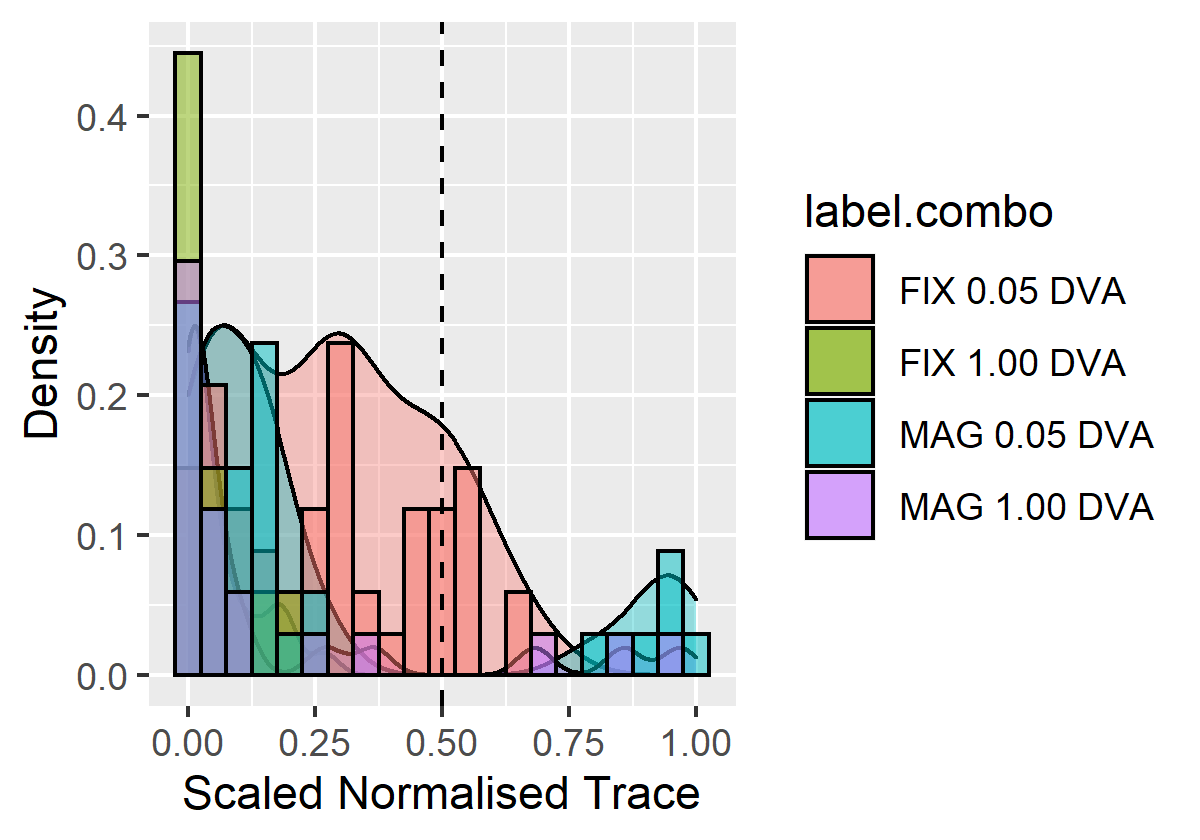 Density
0.4
0.3
0.2
0.1
0.0
0.00 0.25 0.50 0.75 1.00
Scaled Normalised Trace
label.combo
FIX 0.05 DVA
FIX 1.00 DVA
MAG 0.05 DVA
MAG 1.00 DVA